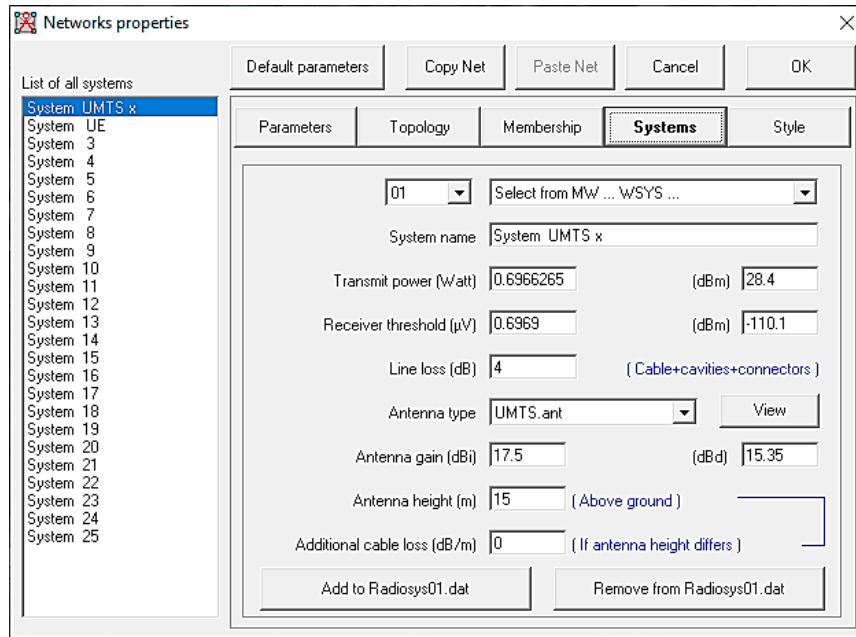 Networks properties
List of all systems
System UMTS x
System UE
System 3
System 4
System 5
System 6
System 7
System 8
System 9
System 10
System 11
System 12
System 13
System 14
System 15
System 16
System 17
System 18
System 19
System 20
System 21
System 22
System 23
System 24
System 25
Default parameters Copy Net Paste Net Cancel OK
Parameters Topology Membership Systems Style
01 Select from MW ... WSYS ...
System name System UMTS x
Transmit power (Watt) 0.6966265 (dBm) 28.4
Receiver threshold (µV) 0.6969 (dBm) -110.1
Line loss (dB) 4 ( Cable+cavities+connectors )
Antenna type UMTS.ant View
Antenna gain (dBi) 17.5 (dBd) 15.35
Antenna height (m) 15 ( Above ground )
Additional cable loss (dB/m) 0 ( If antenna height differs )
Add to Radiosys01.dat Remove from Radiosys01.dat